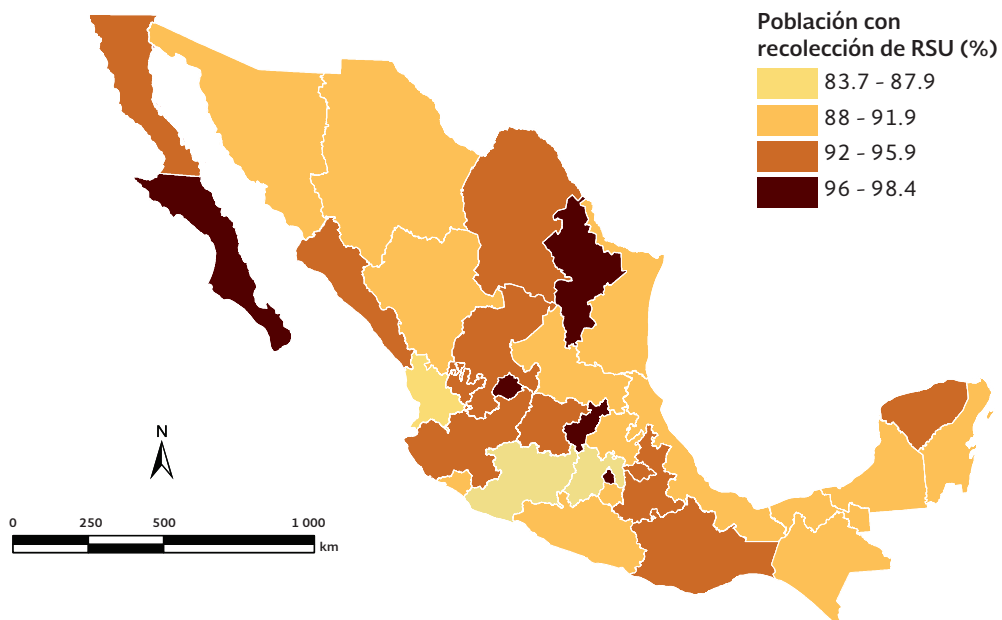 Población con
recolección de RSU (%)
83.7 - 87.9
88 - 91.9
92 - 95.9
96 - 98.4
N
0 250 500 1 000
km